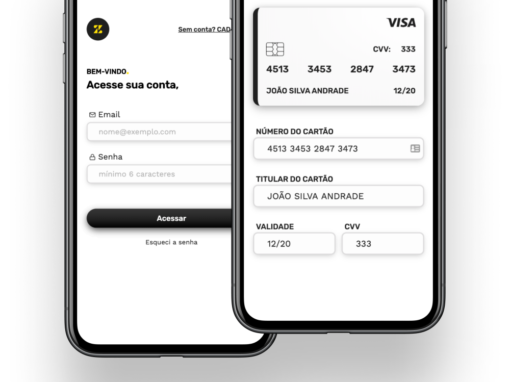 Z
Sem conta? CAD
BEM-VINDO.
Acesse sua conta,
Email
nome@exemplo.com
Senha
mínimo 6 caracteres
Acessar
Esqueci a senha
VISA
CVV: 333
4513 3453 2847 3473
JOÃO SILVA ANDRADE 12/20
NÚMERO DO CARTÃO
4513 3453 2847 3473
TITULAR DO CARTÃO
JOÃO SILVA ANDRADE
VALIDADE CVV
12/20 333